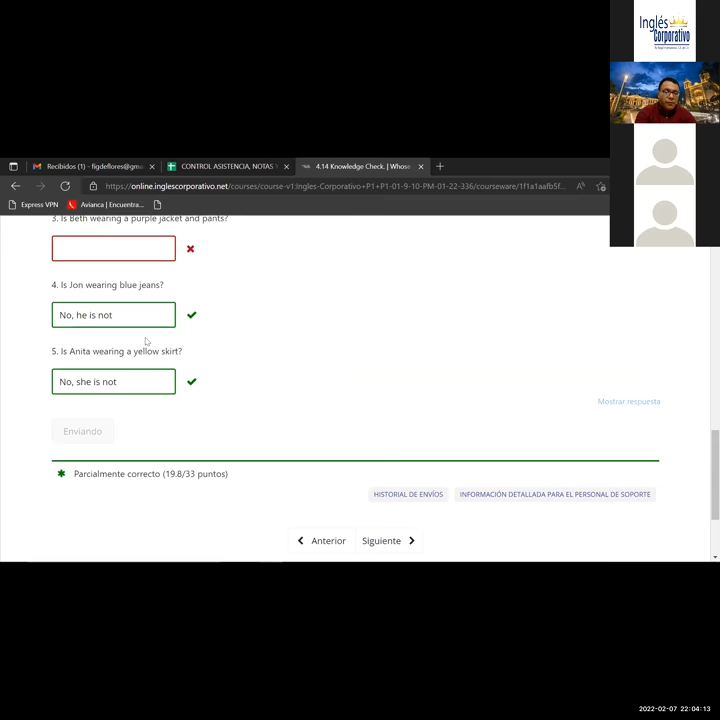 Inglés
Corporativo
Recibidos (1) - figdeflores@gma
CONTROL ASISTENCIA, NOTAS
4.14 Knowledge Check. | Whose
https://online.inglescorporativo.net/courses/course-v1:Ingles-Corporativo+P1+P1-01-9-10-PM-01-22-336/courseware/1f1a1aafb5f...
Express VPN
Avianca | Encuentra...
3. Is Beth wearing a purple jacket and pants?
4. Is Jon wearing blue jeans?
No, he is not
5. Is Anita wearing a yellow skirt?
No, she is not
Mostrar respuesta
Enviando
Parcialmente correcto (19.8/33 puntos)
HISTORIAL DE ENVÍOS
INFORMACIÓN DETALLADA PARA EL PERSONAL DE SOPORTE
Anterior
Siguiente
2022-02-07 22:04:13